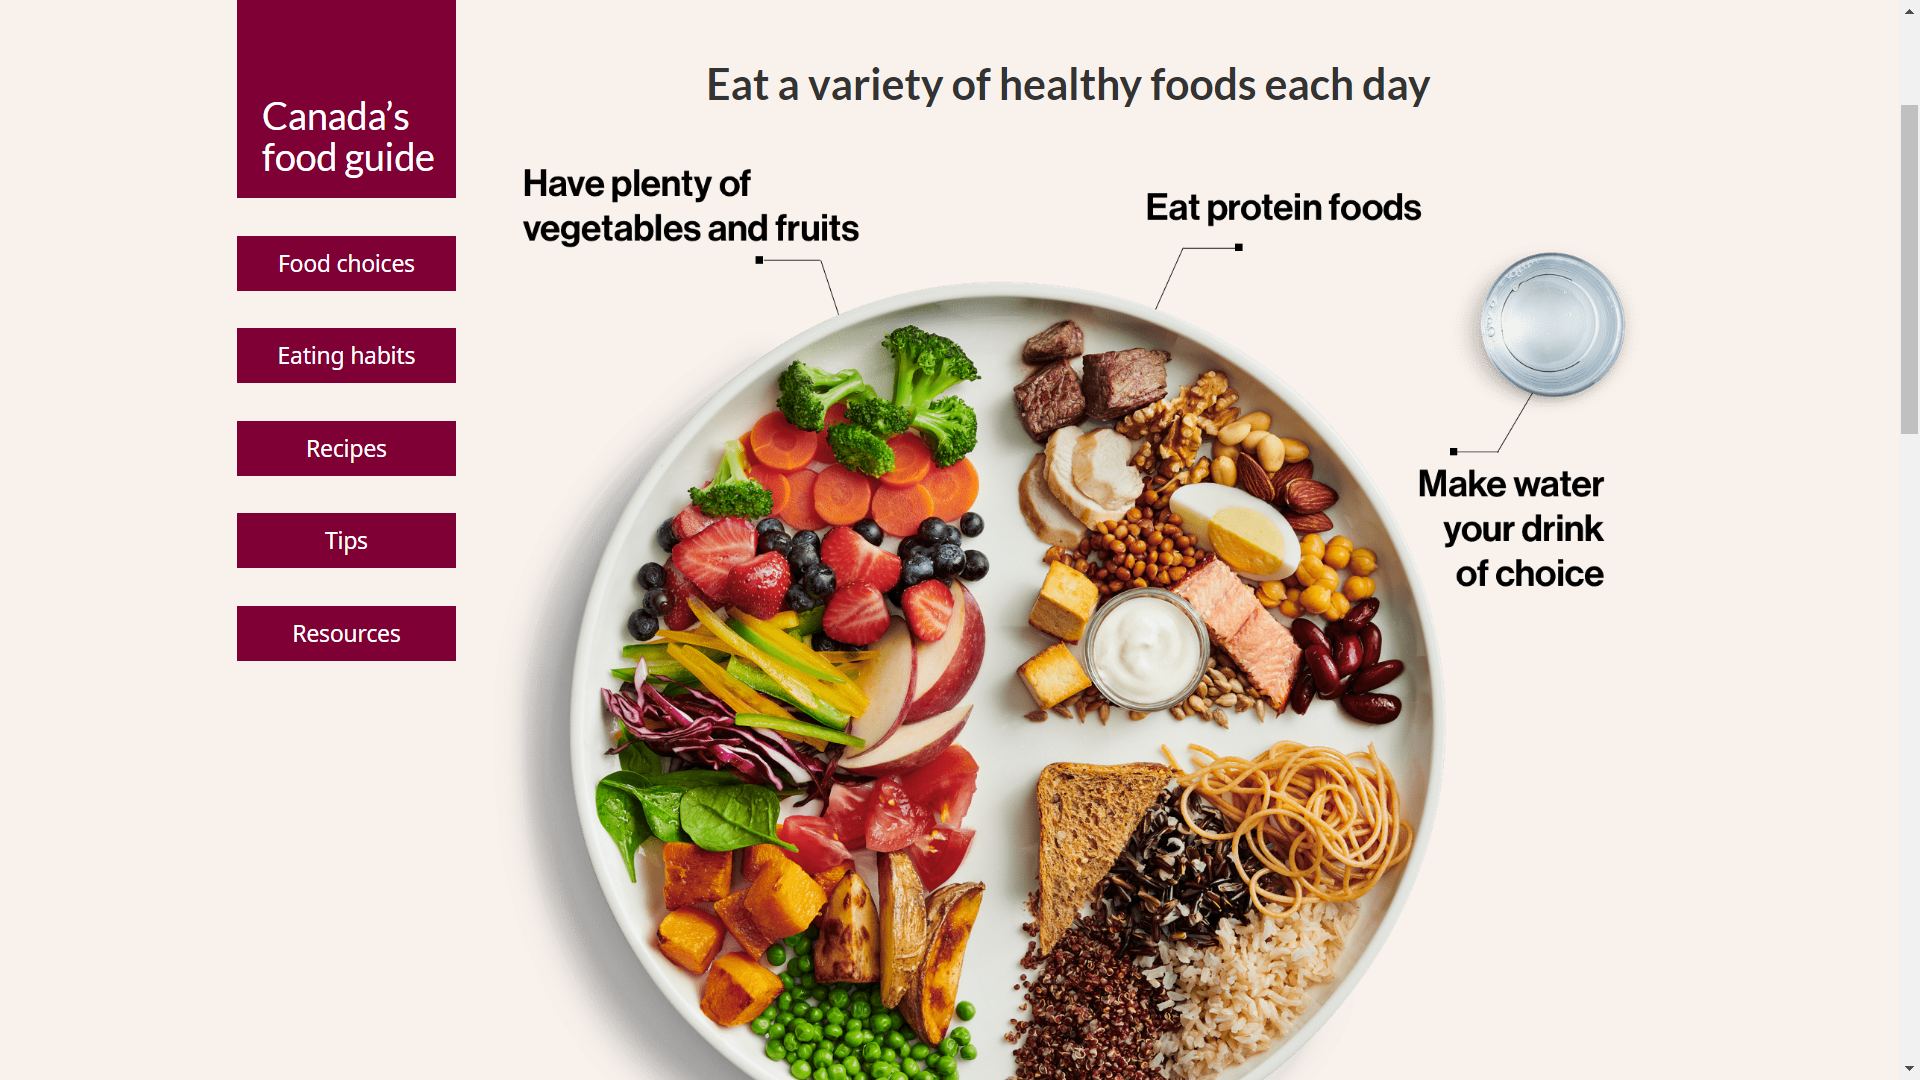 Canada’s
food guide
Food choices
Eating habits
Recipes
Tips
Resources
Eat a variety of healthy foods each day
Have plenty of
vegetables and fruits
Eat protein foods
Make water
your drink
of choice